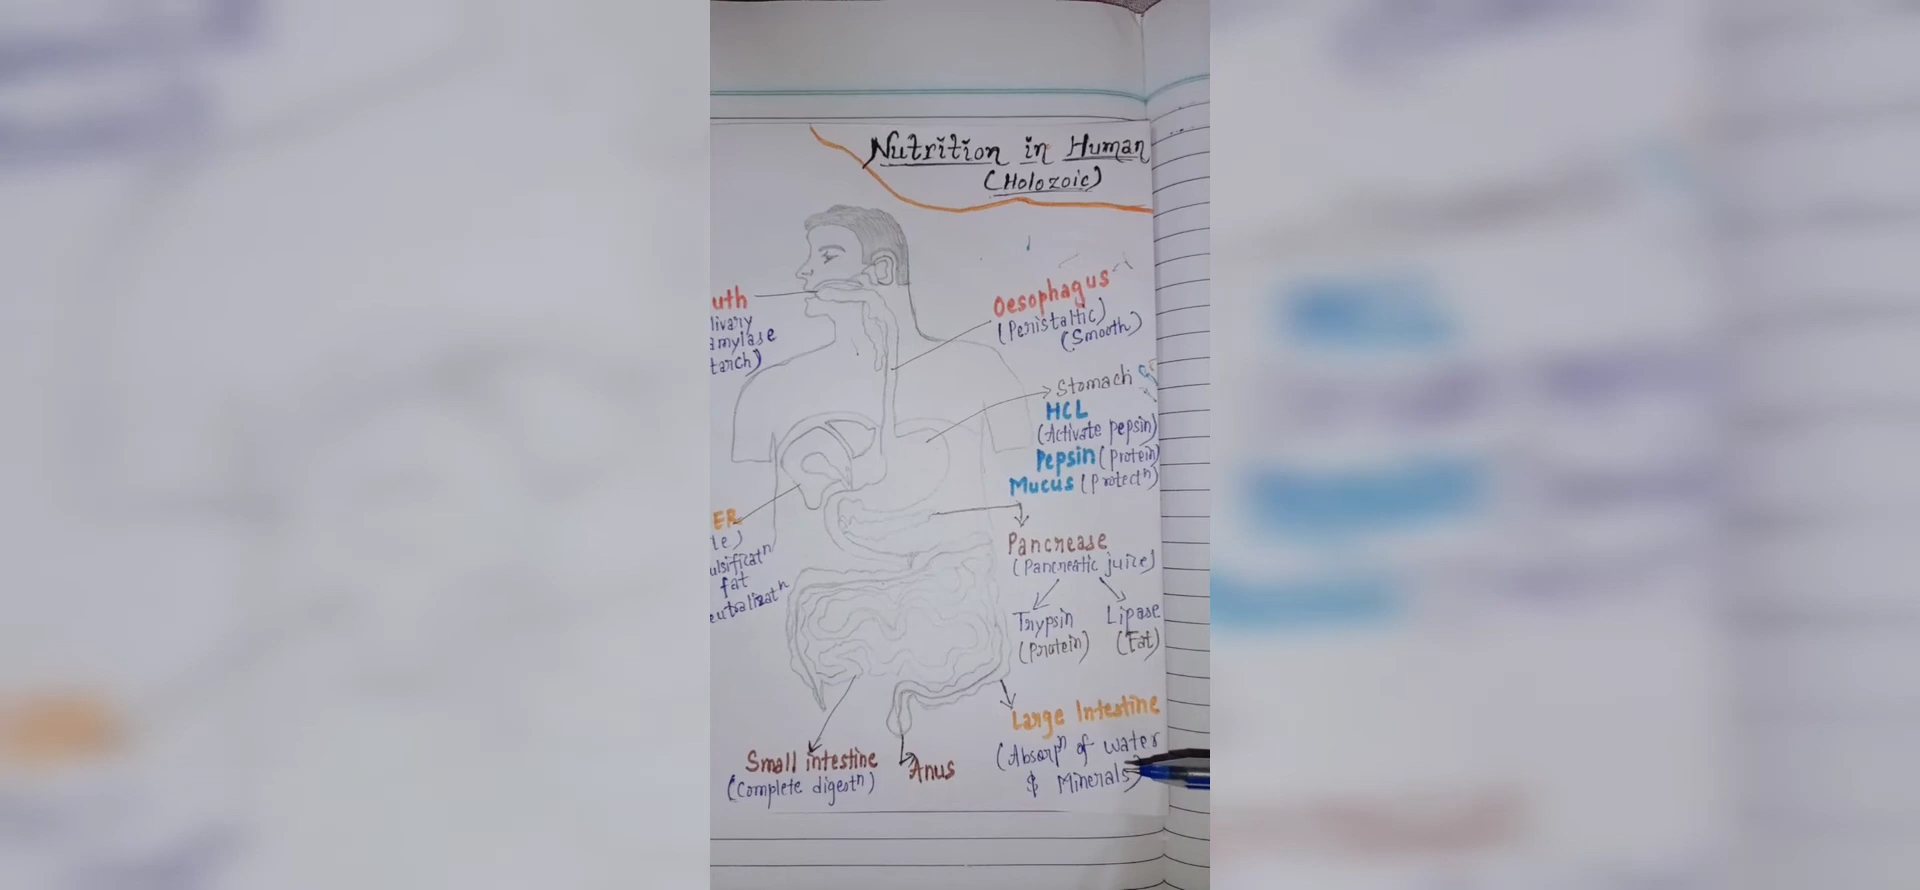 Nutrition in Human
(Holozoic)
uth
livary
amylase
tarch)
Oesophagus
(Peristaltic)
(Smooth)
Stomach
HCL
(Activate pepsin)
Pepsin (Protein)
Mucus (Protectⁿ)
ER
le)
ulsificatⁿ
fat
eutralizatⁿ
Pancrease
(Pancreatic juice)
Trypsin
(Protein)
Lipase
(Fat)
Large Intestine
(Absorpⁿ of water
$ Minerals)
Small intestine
(Complete digestⁿ)
Anus